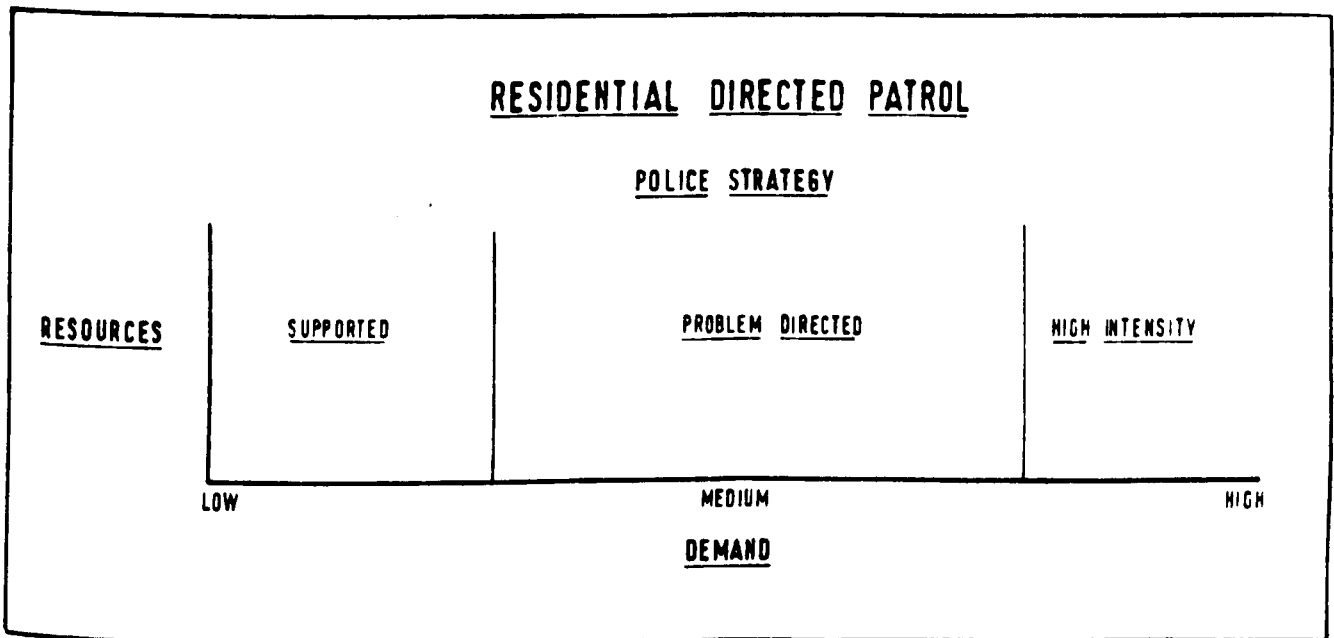 RESIDENTIAL DIRECTED PATROL
POLICE STRATEGY
RESOURCES
SUPPORTED
PROBLEM DIRECTED
HIGH INTENSITY
LOW
MEDIUM
HIGH
DEMAND